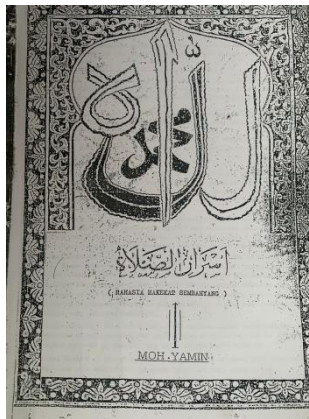 الله
محمد
أسرار الصلاة
( RAHASIA HAKEKAT SEMBAHYANG )
MOH.YAMIN